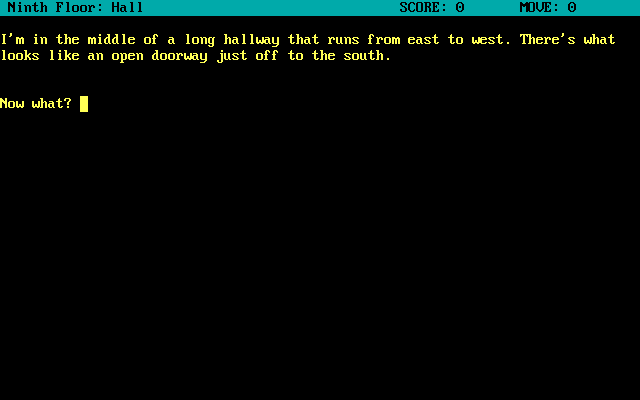 Ninth Floor: Hall SCORE: 0 MOVE: 0
I'm in the middle of a long hallway that runs from east to west. There's what
looks like an open doorway just off to the south.
Now what?